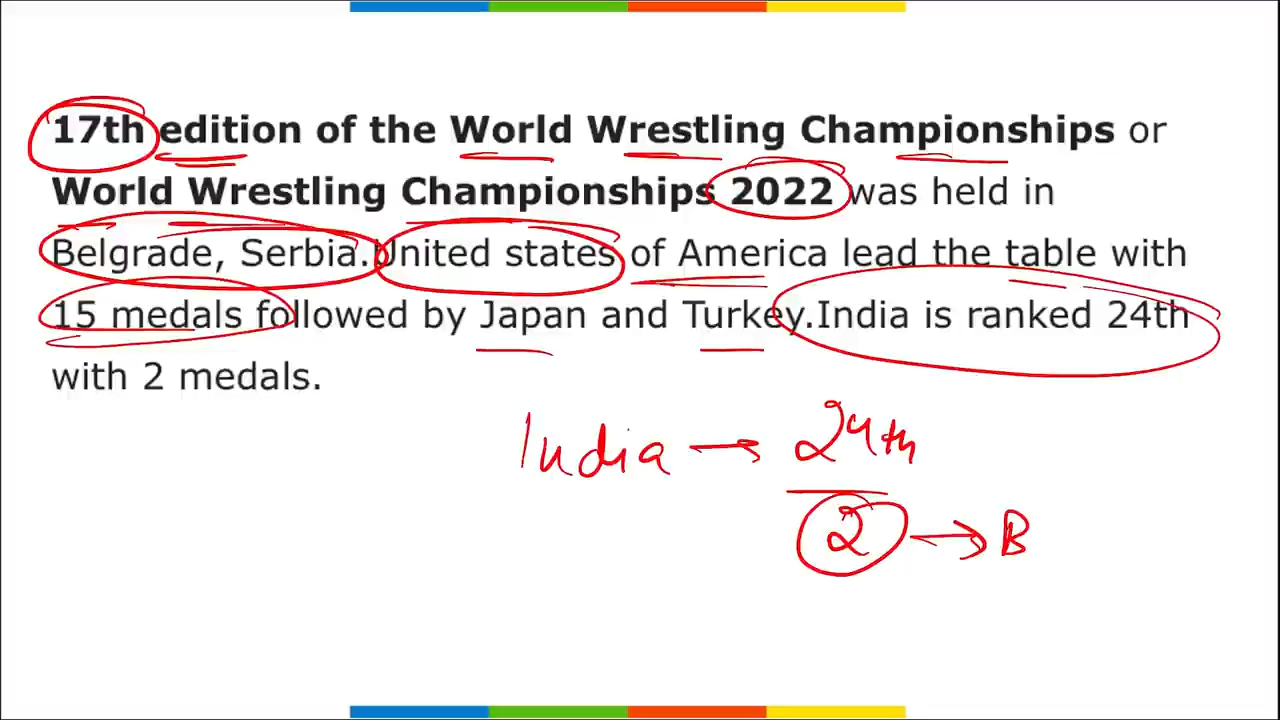 17th edition of the World Wrestling Championships or
World Wrestling Championships 2022 was held in
Belgrade, Serbia.United states of America lead the table with
15 medals followed by Japan and Turkey.India is ranked 24th
with 2 medals.
India → 24th
2 → B